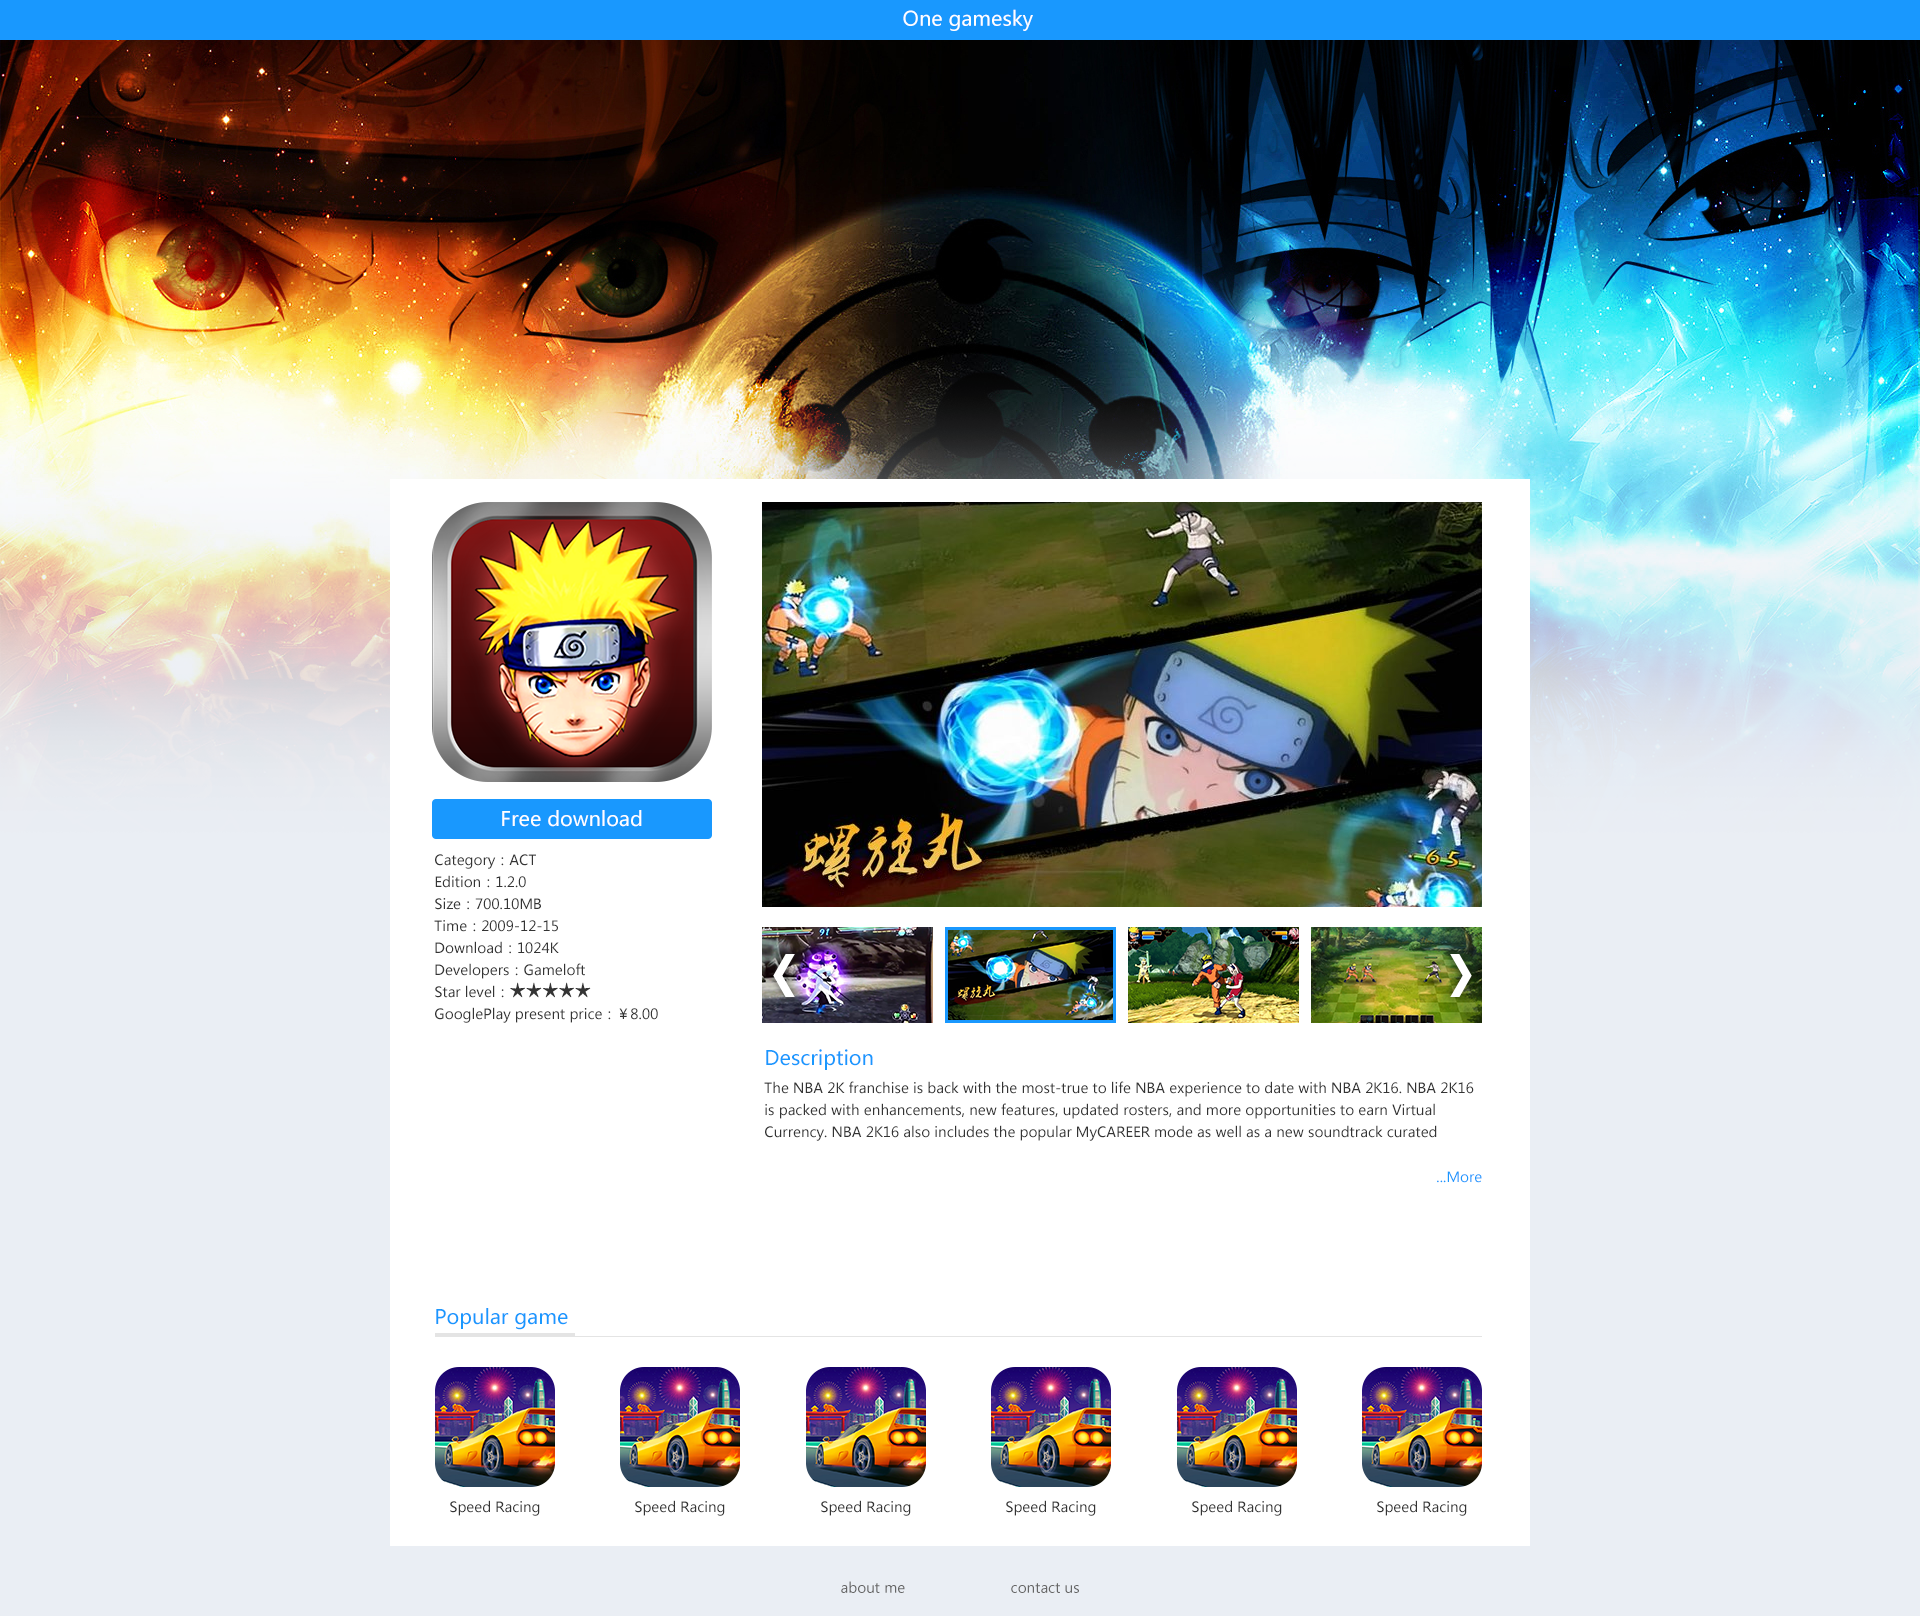 One gamesky
螺旋丸
65
Free download
Category : ACT
Edition : 1.2.0
Size : 700.10MB
Time : 2009-12-15
Download : 1024K
Developers : Gameloft
Star level : ★★★★★
GooglePlay present price : ¥8.00
91
螺旋丸
Description
The NBA 2K franchise is back with the most-true to life NBA experience to date with NBA 2K16. NBA 2K16
is packed with enhancements, new features, updated rosters, and more opportunities to earn Virtual
Currency. NBA 2K16 also includes the popular MyCAREER mode as well as a new soundtrack curated
...More
Popular game
Speed Racing
Speed Racing
Speed Racing
Speed Racing
Speed Racing
Speed Racing
about me
contact us